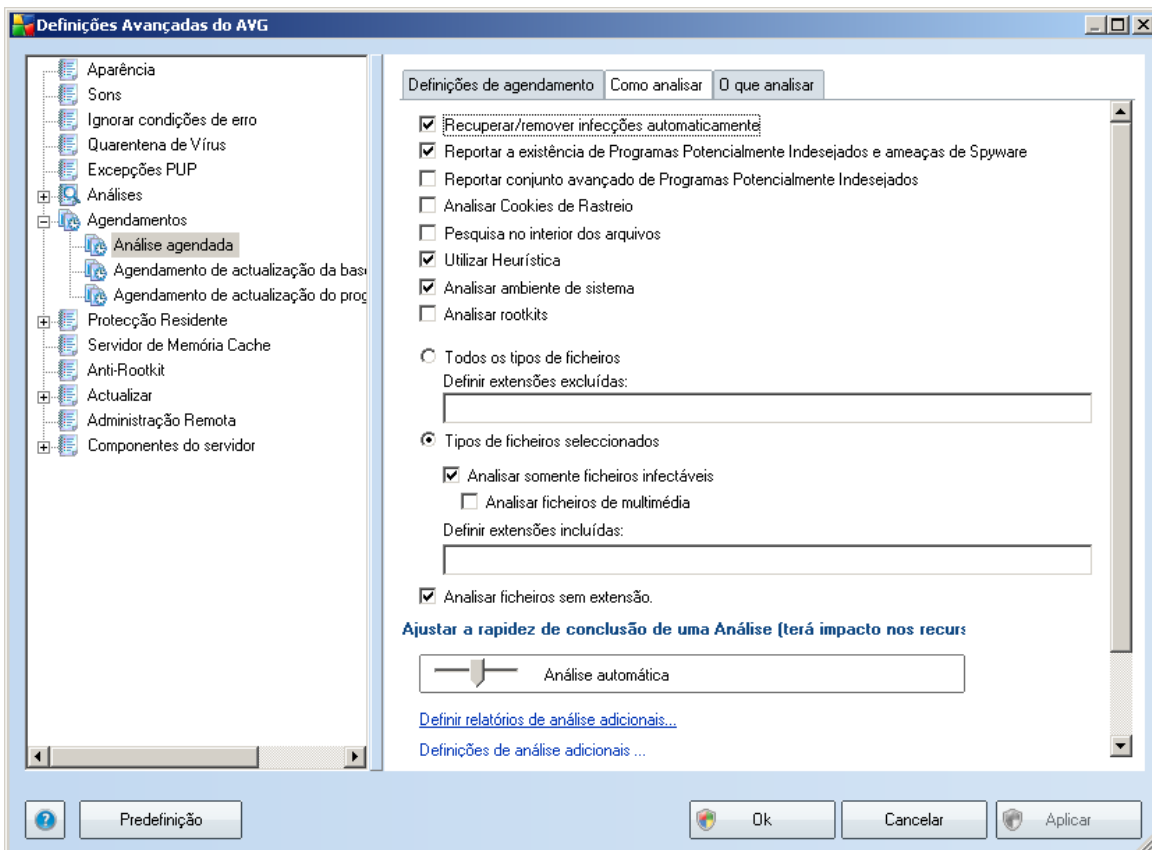 Definições Avançadas do AVG
Aparência
Sons
Ignorar condições de erro
Quarentena de Vírus
Excepções PUP
Análises
Agendamentos
Análise agendada
Agendamento de actualização da base
Agendamento de actualização do prog
Protecção Residente
Servidor de Memória Cache
Anti-Rootkit
Actualizar
Administração Remota
Componentes do servidor
Definições de agendamento Como analisar O que analisar
Recuperar/remover infecções automaticamente
Reportar a existência de Programas Potencialmente Indesejados e ameaças de Spyware
Reportar conjunto avançado de Programas Potencialmente Indesejados
Analisar Cookies de Rastreio
Pesquisa no interior dos arquivos
Utilizar Heurística
Analisar ambiente de sistema
Analisar rootkits
Todos os tipos de ficheiros
Definir extensões excluídas:
Tipos de ficheiros seleccionados
Analisar somente ficheiros infectáveis
Analisar ficheiros de multimédia
Definir extensões incluídas:
Analisar ficheiros sem extensão.
Ajustar a rapidez de conclusão de uma Análise (terá impacto nos recurs
Análise automática
Definir relatórios de análise adicionais...
Definições de análise adicionais ...
Predefinição Ok Cancelar Aplicar